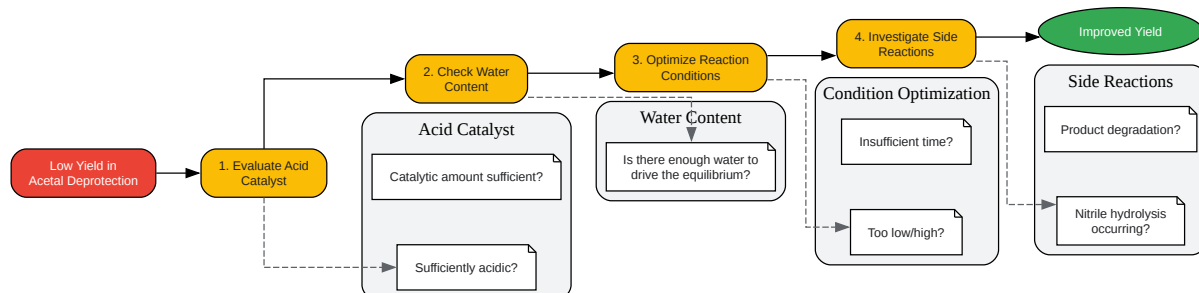 Low Yield in
Acetal Deprotection
1. Evaluate Acid
Catalyst
2. Check Water
Content
3. Optimize Reaction
Conditions
4. Investigate Side
Reactions
Improved Yield
Acid Catalyst
Catalytic amount sufficient?
Sufficiently acidic?
Water Content
Is there enough water to
drive the equilibrium?
Condition Optimization
Insufficient time?
Too low/high?
Side Reactions
Product degradation?
Nitrile hydrolysis
occurring?